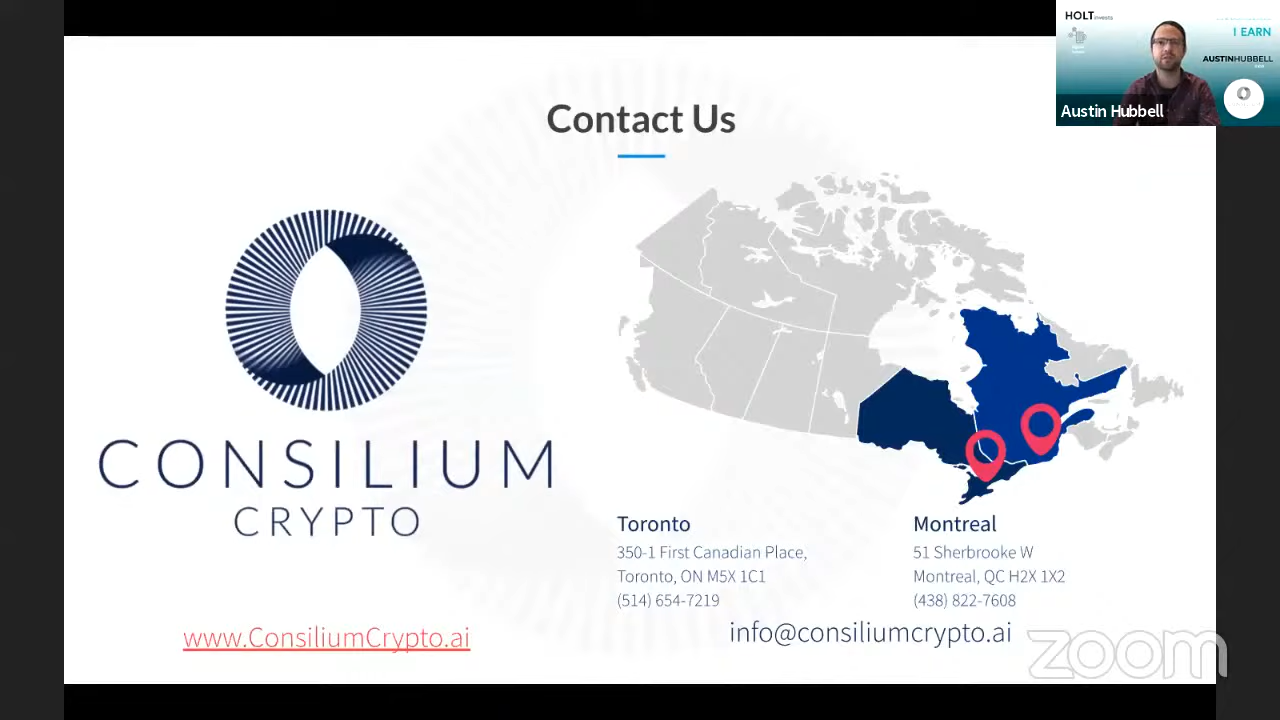 HOLT invests
I EARN
AUSTINHUBBELL
Austin Hubbell
Contact Us
CONSILIUM
CRYPTO
Toronto
350-1 First Canadian Place,
Toronto, ON M5X 1C1
(514) 654-7219
Montreal
51 Sherbrooke W
Montreal, QC H2X 1X2
(438) 822-7608
www.ConsiliumCrypto.ai
info@consiliumcrypto.ai
zoom